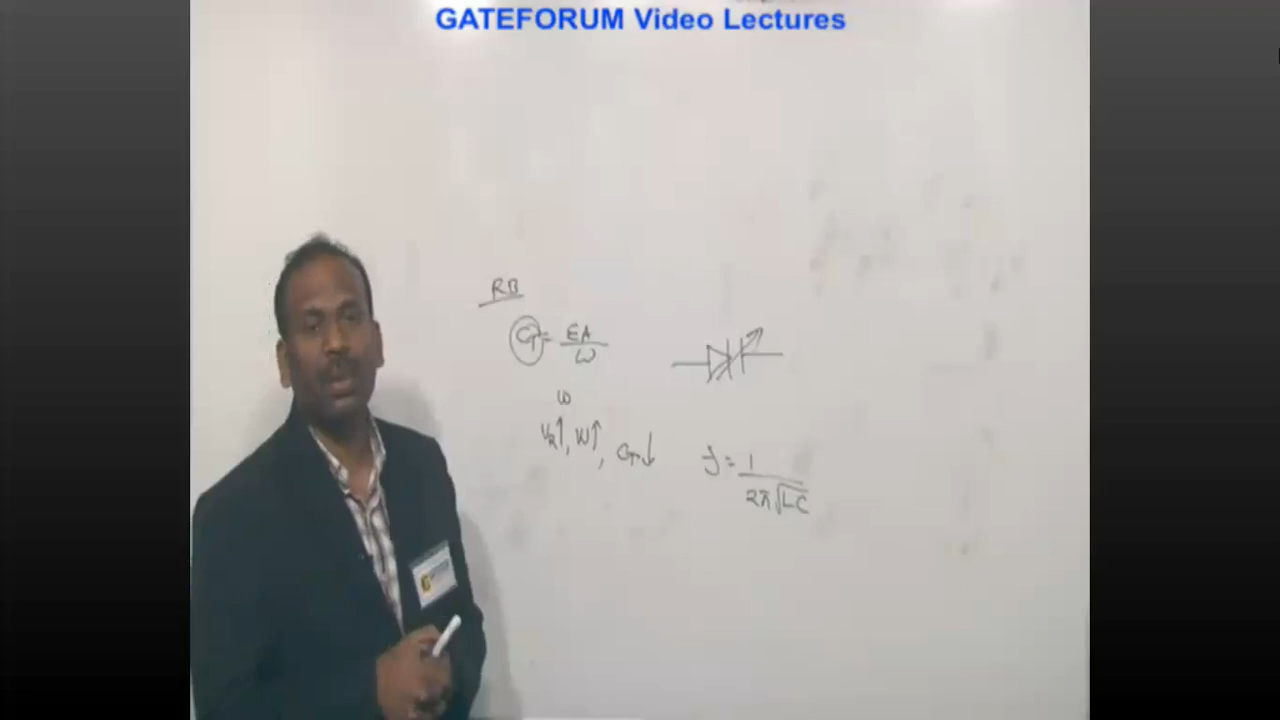 GATEFORUM Video Lectures
RB
CT = εA
W
W
VR↑, W↑, CT↓
f = 1
2π√LC